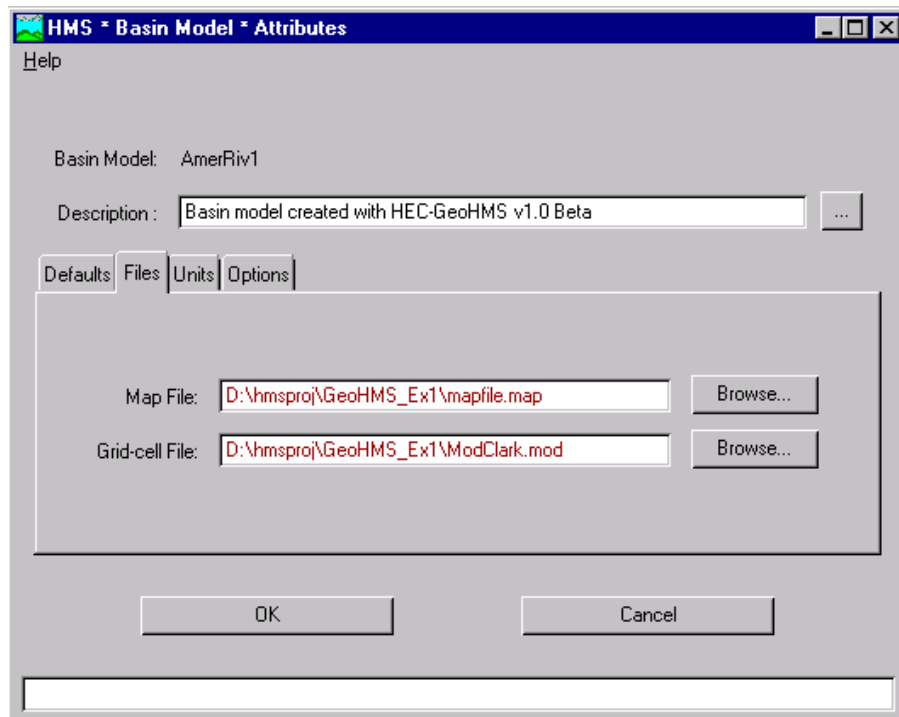 HMS * Basin Model * Attributes
Help
Basin Model: AmerRiv1
Description : Basin model created with HEC-GeoHMS v1.0 Beta ...
Defaults Files Units Options
Map File: D:\hmsproj\GeoHMS_Ex1\mapfile.map Browse...
Grid-cell File: D:\hmsproj\GeoHMS_Ex1\ModClark.mod Browse...
OK Cancel